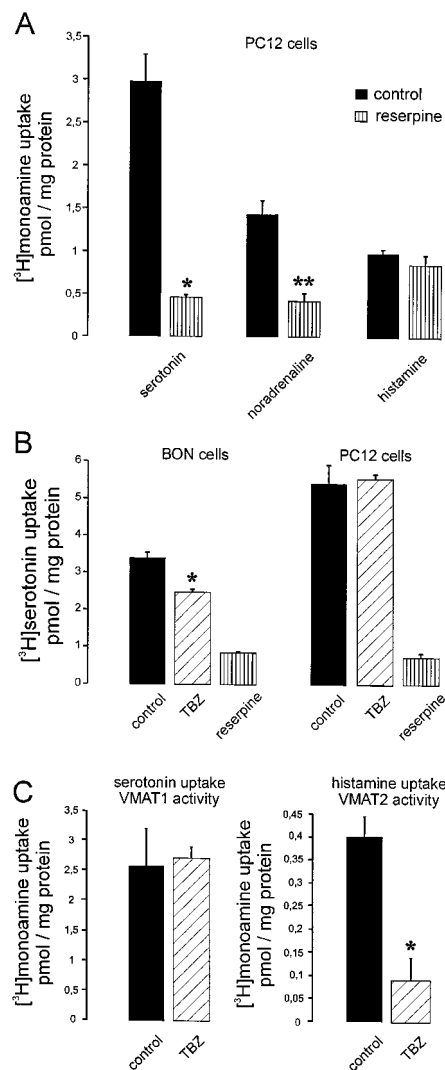 A
PC12 cells
control
reserpine
[³H]monoamine uptake
pmol / mg protein
3,5
3
2,5
2
1,5
1
0,5
0
*
**
serotonin
noradrenaline
histamine
B
BON cells
PC12 cells
[³H]serotonin uptake
pmol / mg protein
6
5
4
3
2
1
0
*
control
TBZ
reserpine
control
TBZ
reserpine
C
serotonin uptake
VMAT1 activity
[³H]monoamine uptake
pmol / mg protein
3,5
3
2,5
2
1,5
1
0,5
0
control
TBZ
histamine uptake
VMAT2 activity
[³H]monoamine uptake
pmol / mg protein
0,45
0,4
0,35
0,3
0,25
0,2
0,15
0,1
0,05
0
*
control
TBZ